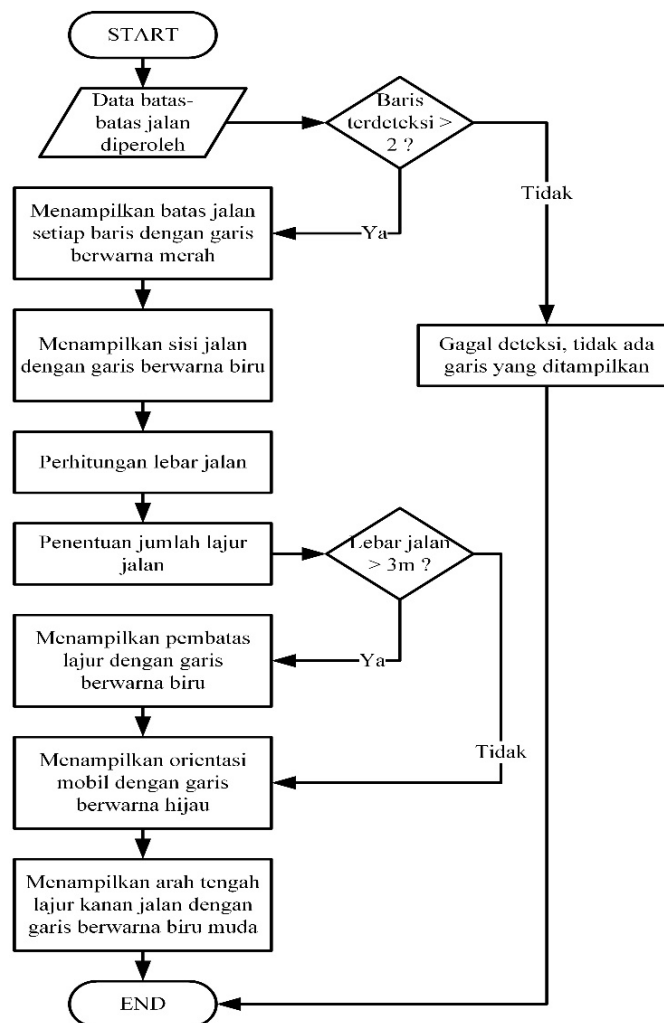 START
Data batas-
batas jalan
diperoleh
Baris
terdeteksi >
2 ?
Tidak
Ya
Menampilkan batas jalan
setiap baris dengan garis
berwarna merah
Menampilkan sisi jalan
dengan garis berwarna biru
Gagal deteksi, tidak ada
garis yang ditampilkan
Perhitungan lebar jalan
Penentuan jumlah lajur
jalan
Lebar jalan
> 3m ?
Menampilkan pembatas
lajur dengan garis
berwarna biru
Ya
Tidak
Menampilkan orientasi
mobil dengan garis
berwarna hijau
Menampilkan arah tengah
lajur kanan jalan dengan
garis berwarna biru muda
END